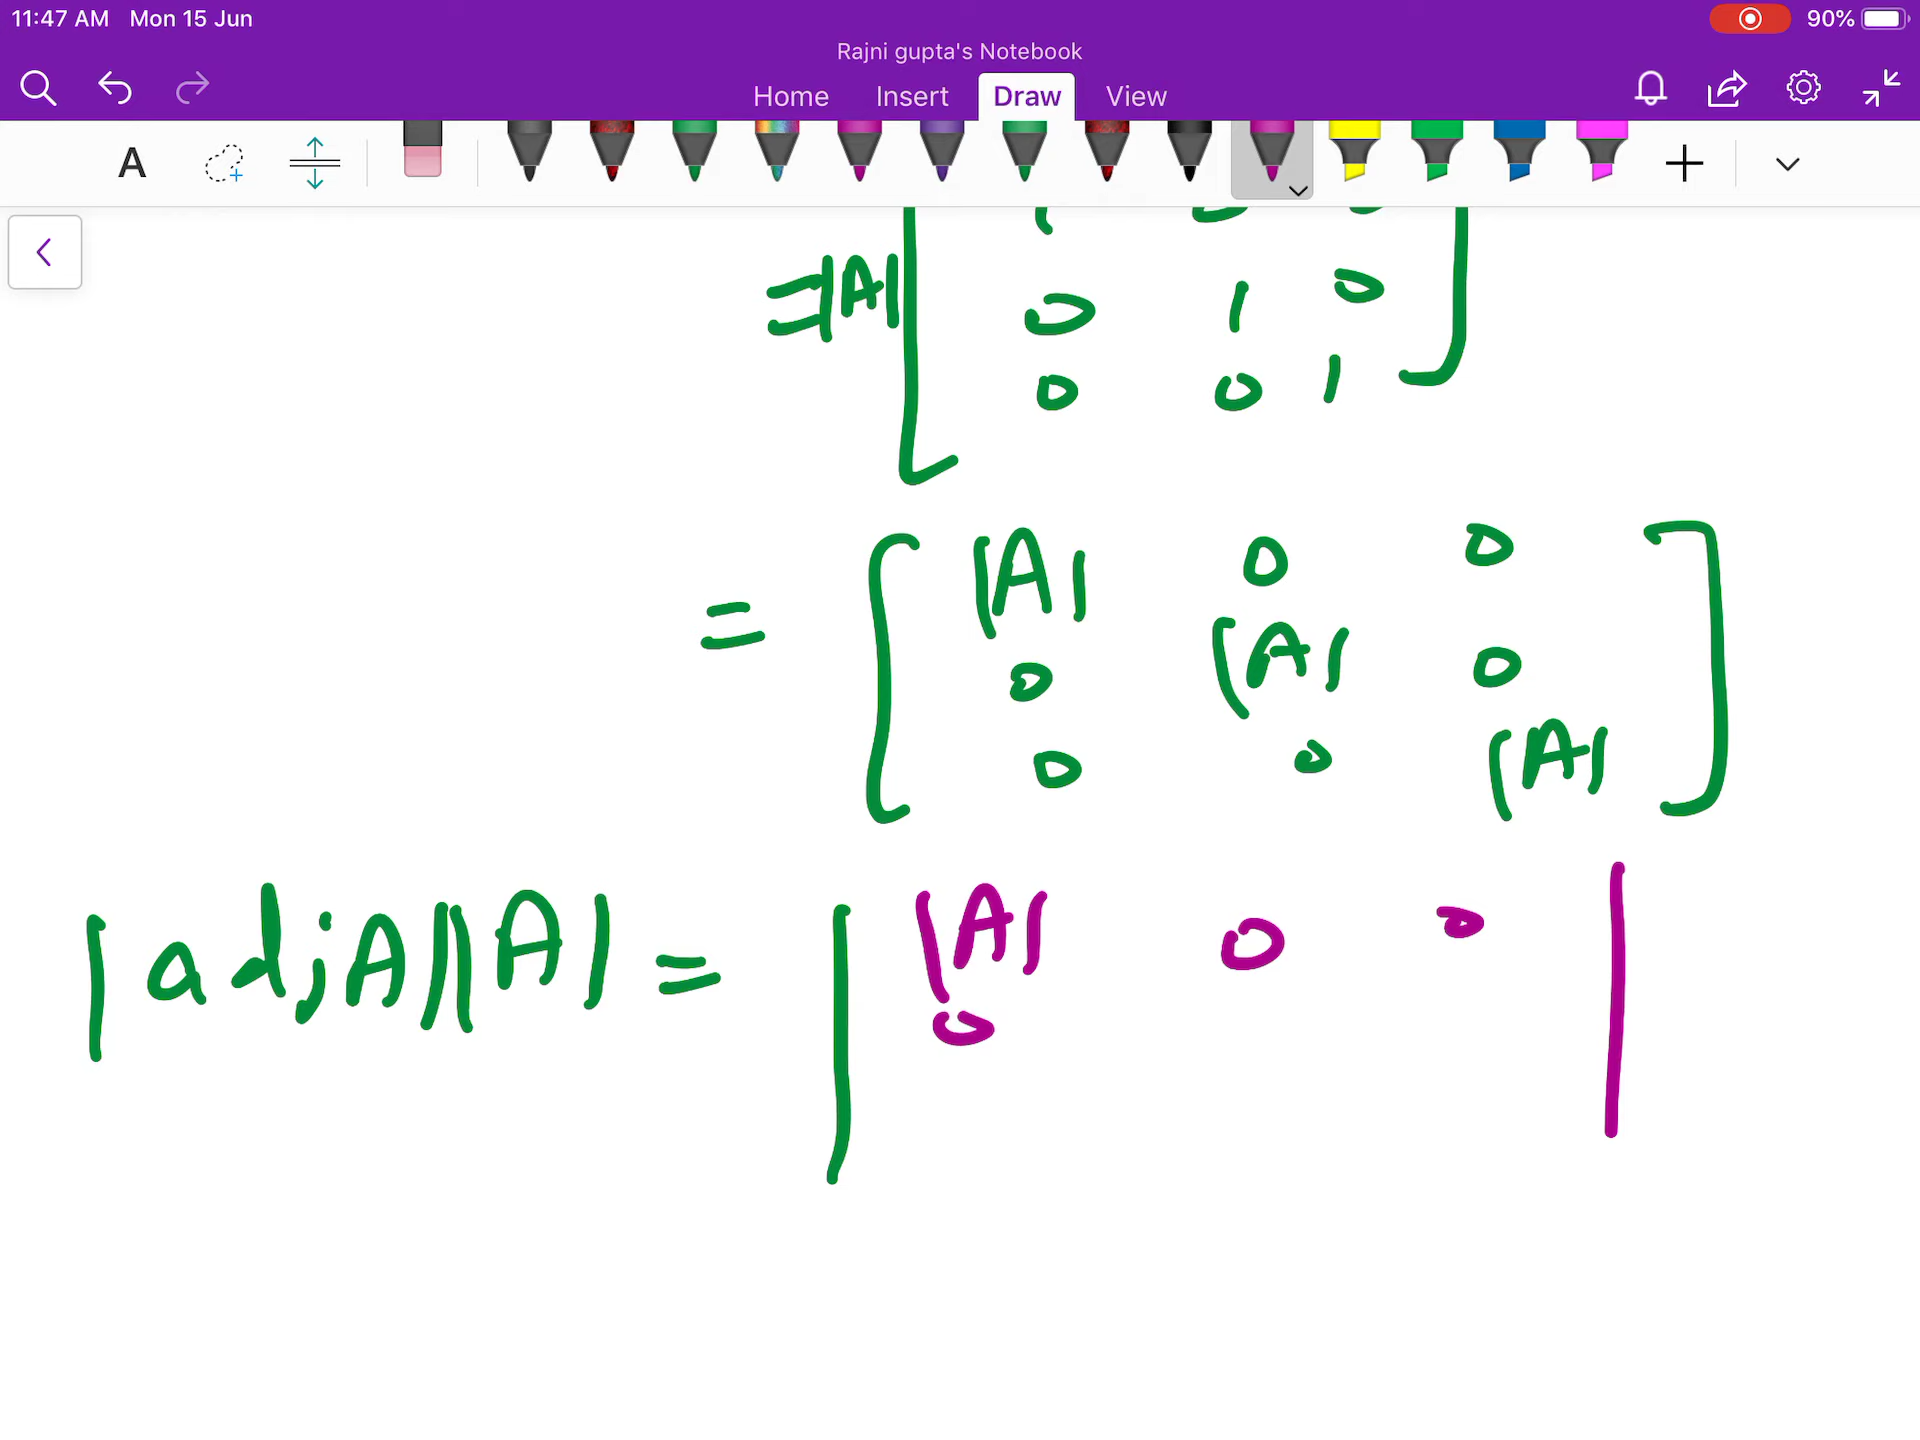 11:47 AM Mon 15 Jun 90%
Rajni gupta's Notebook
Home Insert Draw View
A
=|A|
0 1 0
0 0 1
= |A| 0 0
0 |A| 0
0 0 |A|
|adjA||A| = |A| 0 0
0